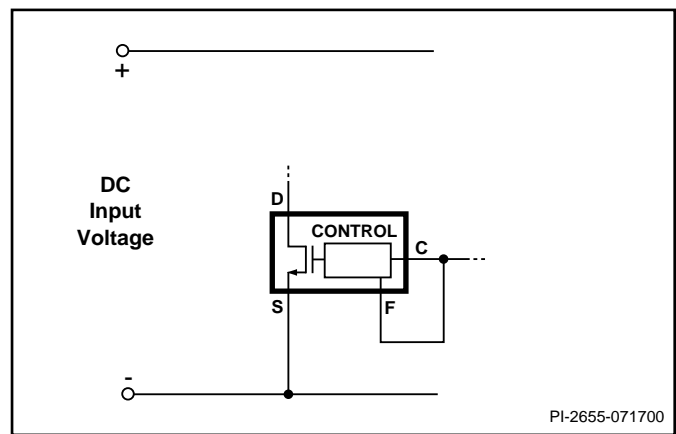 +
DC
Input
Voltage
D
CONTROL
C
S
F
-
PI-2655-071700